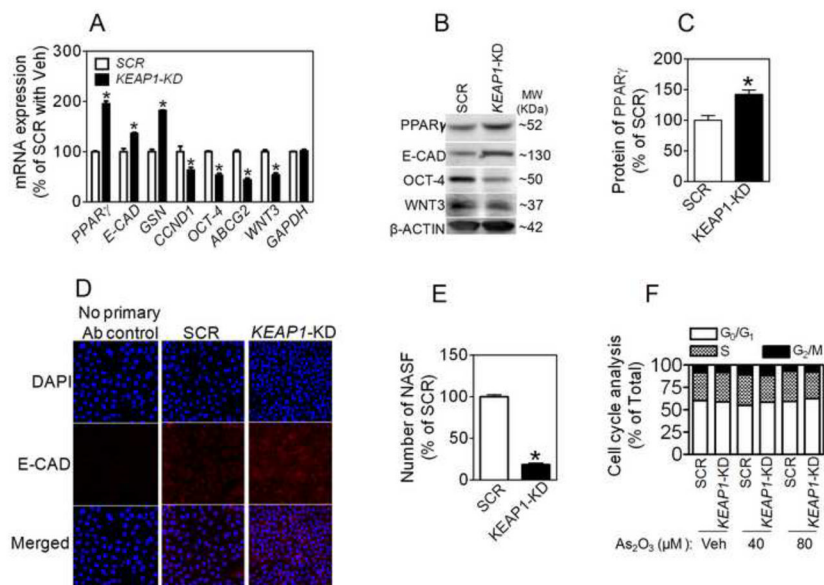 A
mRNA expression
(% of SCR with Veh)
300
200
100
0
SCR
KEAP1-KD
*
*
*
*
*
*
*
PPARγ
E-CAD
GSN
CCND1
OCT-4
ABCG2
WNT3
GAPDH
B
SCR
KEAP1-KD
MW
(KDa)
PPARγ
~52
E-CAD
~130
OCT-4
~50
WNT3
~37
β-ACTIN
~42
C
Protein of PPARγ
(% of SCR)
200
150
100
50
0
*
SCR
KEAP1-KD
D
No primary
Ab control
SCR
KEAP1-KD
DAPI
E-CAD
Merged
E
Number of NASF
(% of SCR)
150
100
50
0
*
SCR
KEAP1-KD
F
G₀/G₁
S
G₂/M
Cell cycle analysis
(% of Total)
100
75
50
25
0
SCR
KEAP1-KD
SCR
KEAP1-KD
SCR
KEAP1-KD
As₂O₃ (μM): Veh 40 80